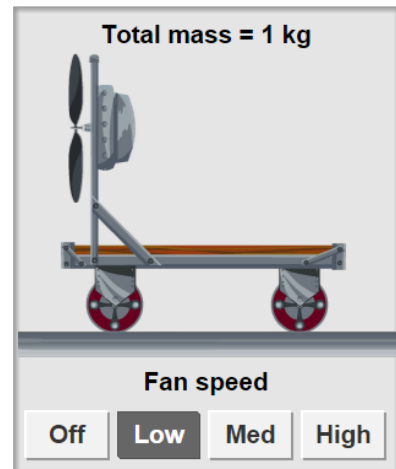 Total mass = 1 kg
Fan speed
Off Low Med High